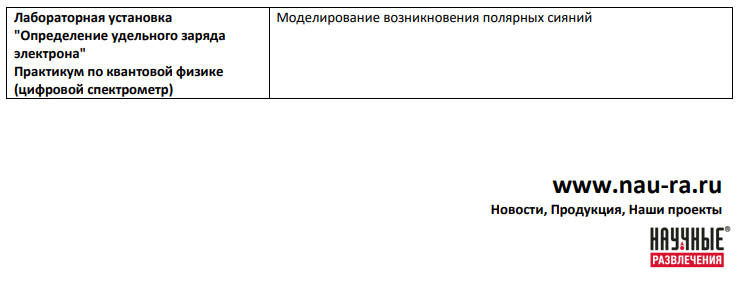 Лабораторная установка
"Определение удельного заряда
электрона"
Практикум по квантовой физике
(цифровой спектрометр)
Моделирование возникновения полярных сияний
www.nau-ra.ru
Новости, Продукция, Наши проекты
НАУЧНЫЕ®
РАЗВЛЕЧЕНИЯ